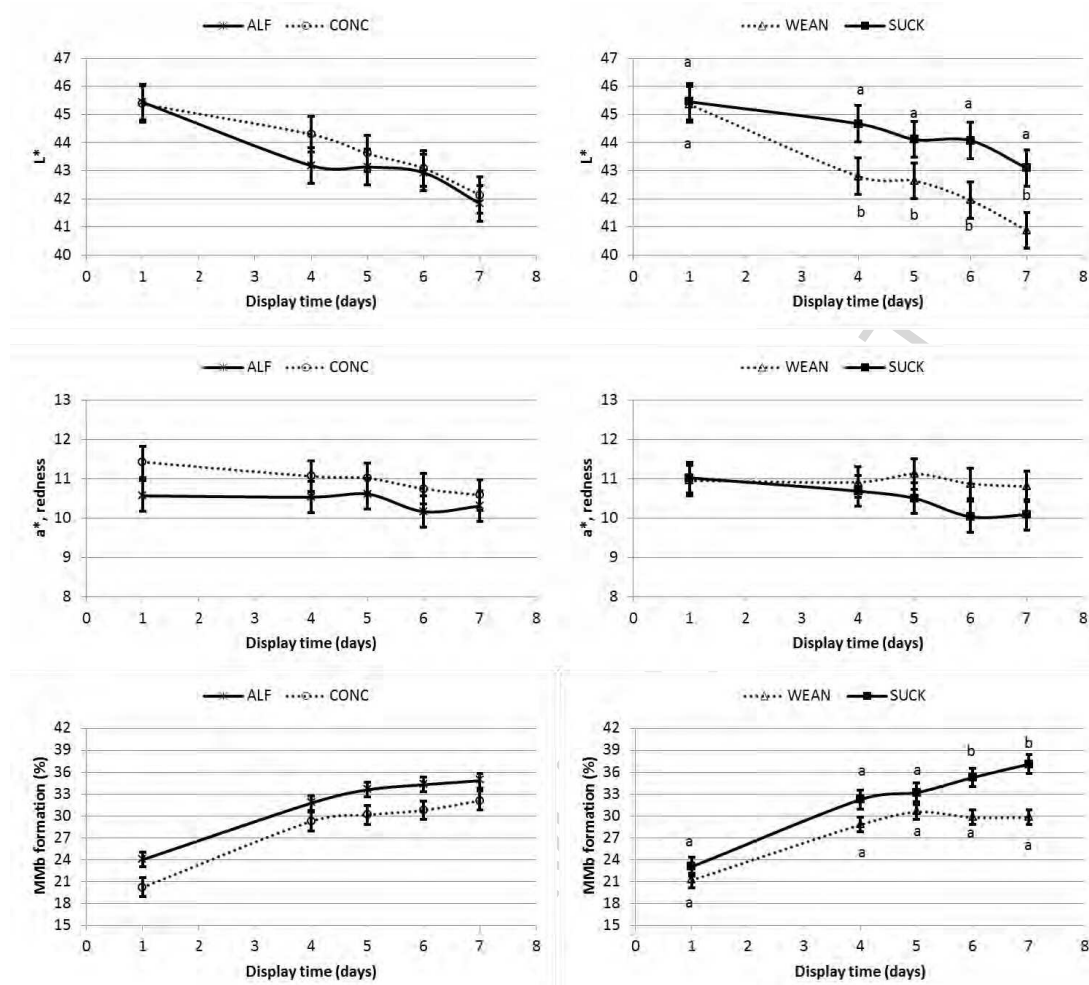 ALF CONC
WEAN SUCK
L*
47
46
45
44
43
42
41
40
0 1 2 3 4 5 6 7 8
Display time (days)
L*
47
46
45
44
43
42
41
40
a
a
a
a
a
a
b
b
b
b
0 1 2 3 4 5 6 7 8
Display time (days)
ALF CONC
WEAN SUCK
a*, redness
13
12
11
10
9
8
0 1 2 3 4 5 6 7 8
Display time (days)
a*, redness
13
12
11
10
9
8
0 1 2 3 4 5 6 7 8
Display time (days)
ALF CONC
WEAN SUCK
MMb formation (%)
42
39
36
33
30
27
24
21
18
15
0 1 2 3 4 5 6 7 8
Display time (days)
MMb formation (%)
42
39
36
33
30
27
24
21
18
15
a
a
a
b
b
a
a
a
a
a
0 1 2 3 4 5 6 7 8
Display time (days)